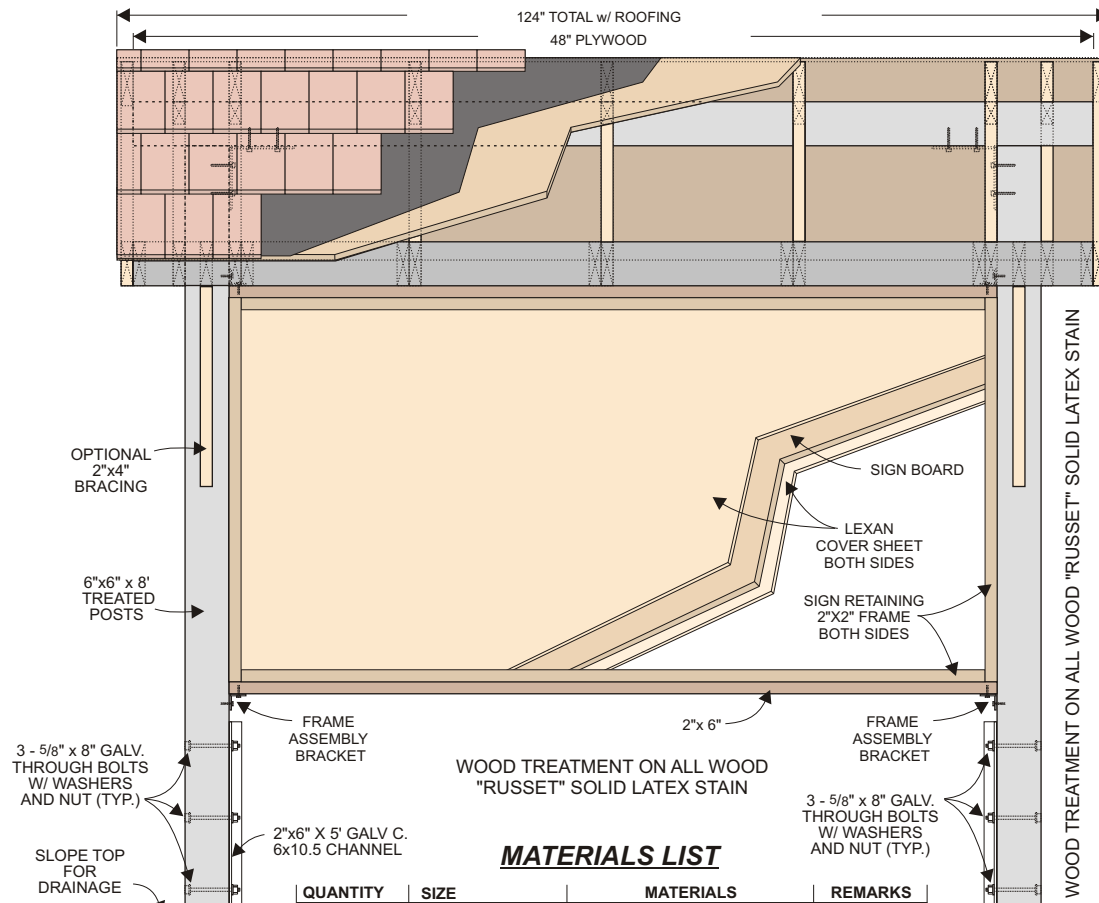 124" TOTAL w/ ROOFING
48" PLYWOOD
OPTIONAL
2"x4"
BRACING
6"x6" x 8'
TREATED
POSTS
SIGN BOARD
LEXAN
COVER SHEET
BOTH SIDES
SIGN RETAINING
2"X2" FRAME
BOTH SIDES
WOOD TREATMENT ON ALL WOOD "RUSSET" SOLID LATEX STAIN
FRAME
ASSEMBLY
BRACKET
2"x 6"
FRAME
ASSEMBLY
BRACKET
3 - 5/8" x 8" GALV.
THROUGH BOLTS
W/ WASHERS
AND NUT (TYP.)
WOOD TREATMENT ON ALL WOOD
"RUSSET" SOLID LATEX STAIN
3 - 5/8" x 8" GALV.
THROUGH BOLTS
W/ WASHERS
AND NUT (TYP.)
2"x6" X 5' GALV C.
6x10.5 CHANNEL
SLOPE TOP
FOR
DRAINAGE
MATERIALS LIST
QUANTITY SIZE MATERIALS REMARKS